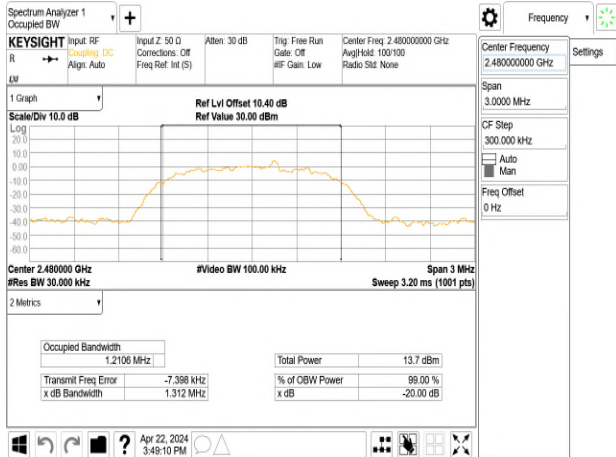 Spectrum Analyzer 1
Occupied BW
KEYSIGHT
R
Input: RF
Coupling: DC
Align: Auto
Input Z: 50 Ω
Corrections: Off
Freq Ref: Int (S)
Atten: 30 dB
Trig: Free Run
Gate: Off
#IF Gain: Low
Center Freq: 2.480000000 GHz
Avg|Hold: 100/100
Radio Std: None
1 Graph
Scale/Div 10.0 dB
Ref Lvl Offset 10.40 dB
Ref Value 30.00 dBm
Log
20.0
10.0
0.00
-10.0
-20.0
-30.0
-40.0
-50.0
-60.0
Center 2.480000 GHz
#Res BW 30.000 kHz
#Video BW 100.00 kHz
Span 3 MHz
Sweep 3.20 ms (1001 pts)
2 Metrics
Occupied Bandwidth
1.2106 MHz
Total Power 13.7 dBm
Transmit Freq Error -7.398 kHz
% of OBW Power 99.00 %
x dB Bandwidth 1.312 MHz
x dB -20.00 dB
?
Apr 22, 2024
3:49:10 PM
Frequency
Center Frequency
2.480000000 GHz
Settings
Span
3.0000 MHz
CF Step
300.000 kHz
Auto
Man
Freq Offset
0 Hz